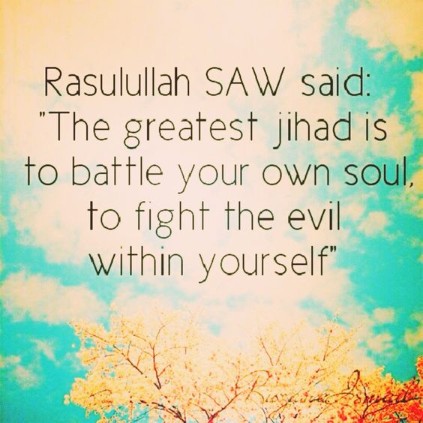 Rasulullah SAW said:
"The greatest jihad is
to battle your own soul,
to fight the evil
within yourself"